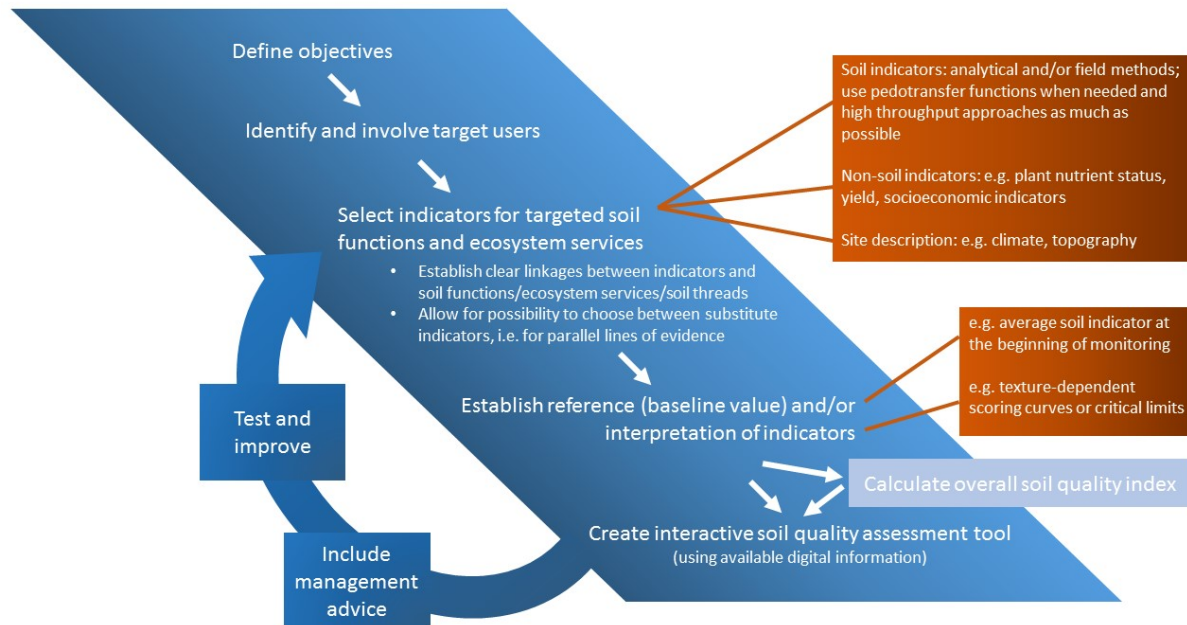 Define objectives
Identify and involve target users
Select indicators for targeted soil
functions and ecosystem services
• Establish clear linkages between indicators and
soil functions/ecosystem services/soil threads
• Allow for possibility to choose between substitute
indicators, i.e. for parallel lines of evidence
Soil indicators: analytical and/or field methods;
use pedotransfer functions when needed and
high throughput approaches as much as
possible
Non-soil indicators: e.g. plant nutrient status,
yield, socioeconomic indicators
Site description: e.g. climate, topography
Establish reference (baseline value) and/or
interpretation of indicators
e.g. average soil indicator at
the beginning of monitoring
e.g. texture-dependent
scoring curves or critical limits
Calculate overall soil quality index
Create interactive soil quality assessment tool
(using available digital information)
Include
management
advice
Test and
improve